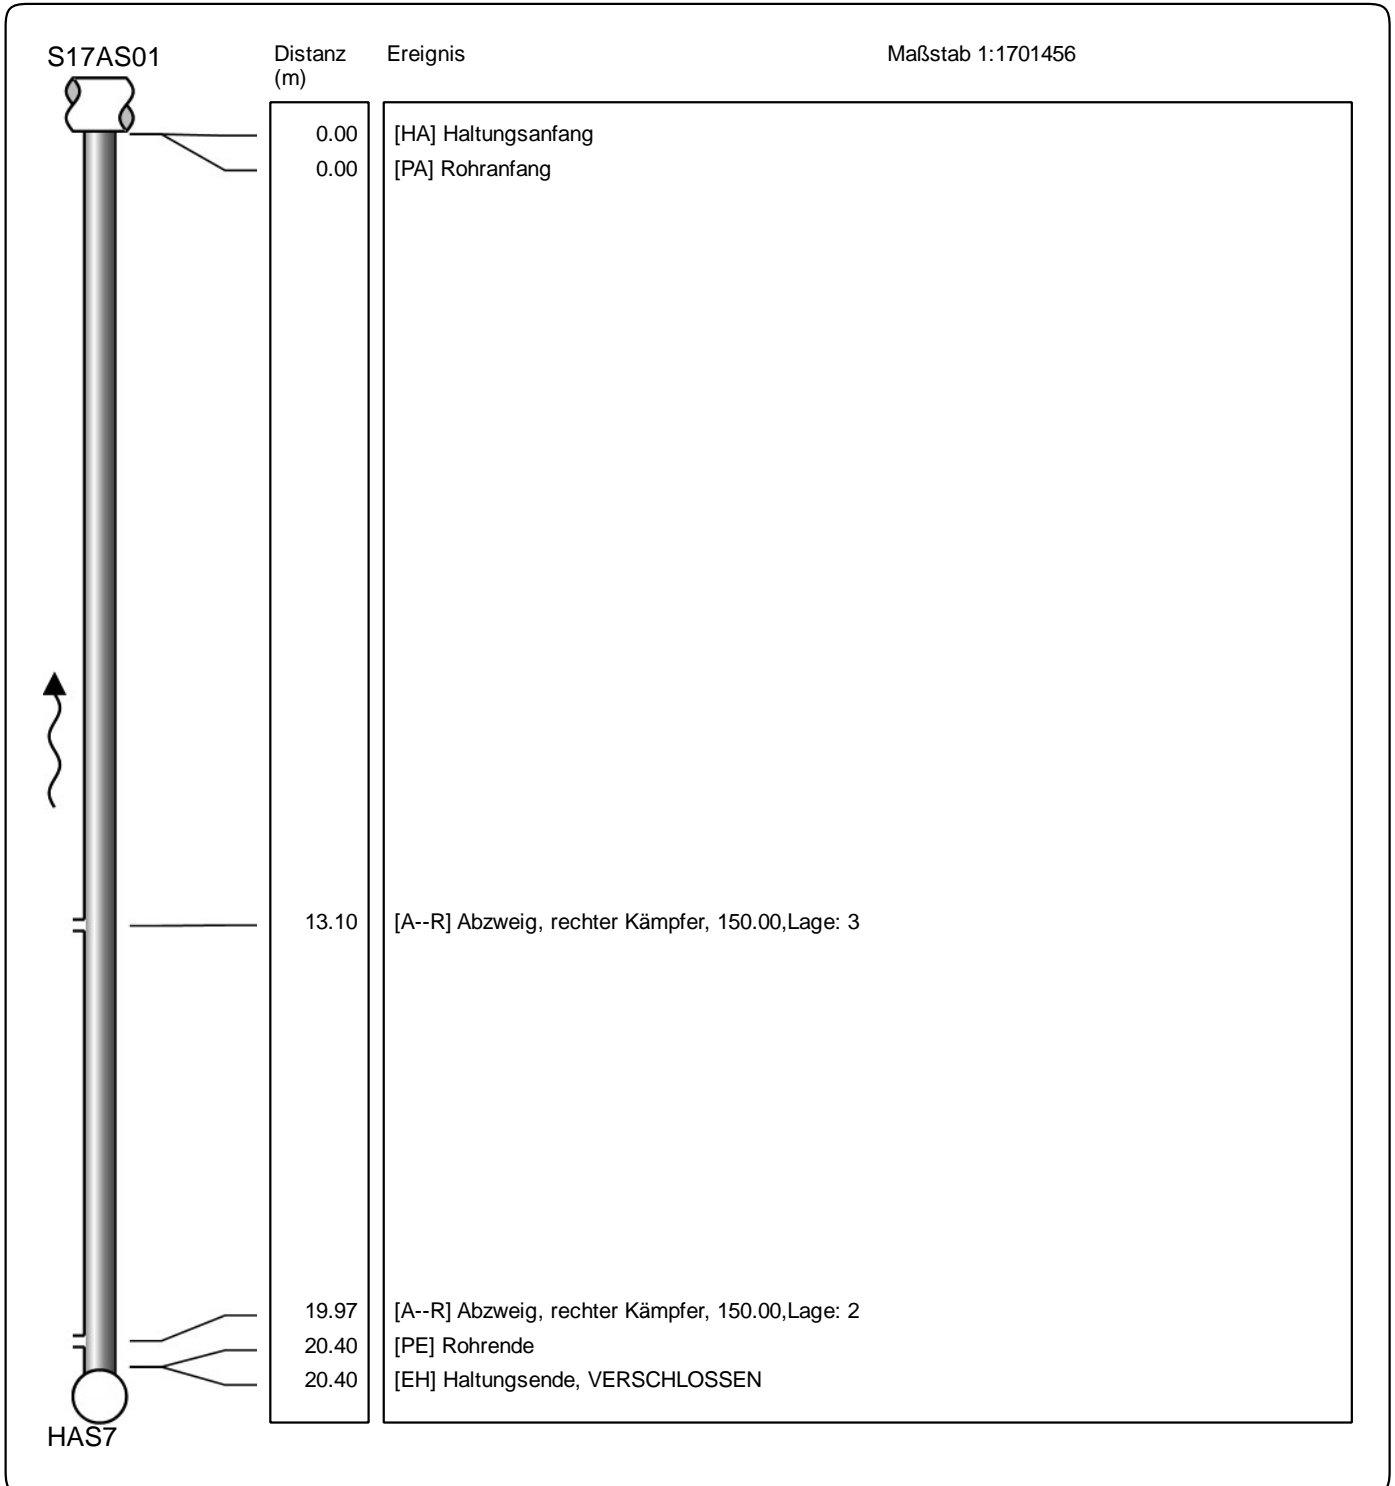 S17AS01
Distanz (m) Ereignis Maßstab 1:1701456
0.00 [HA] Haltungsanfang
0.00 [PA] Rohranfang
13.10 [A--R] Abzweig, rechter Kämpfer, 150.00,Lage: 3
19.97 [A--R] Abzweig, rechter Kämpfer, 150.00,Lage: 2
20.40 [PE] Rohrende
20.40 [EH] Haltungsende, VERSCHLOSSEN
HAS7